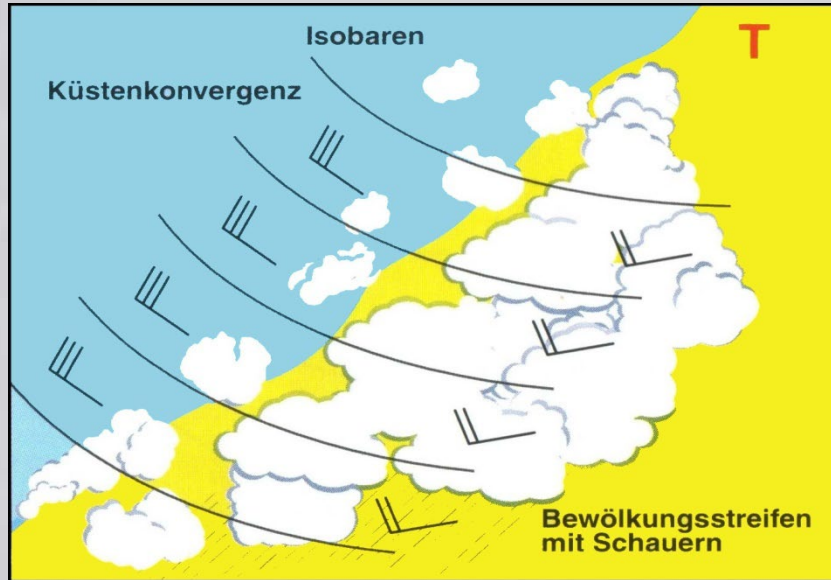 Isobaren
T
Küstenkonvergenz
Bewölkungsstreifen
mit Schauern